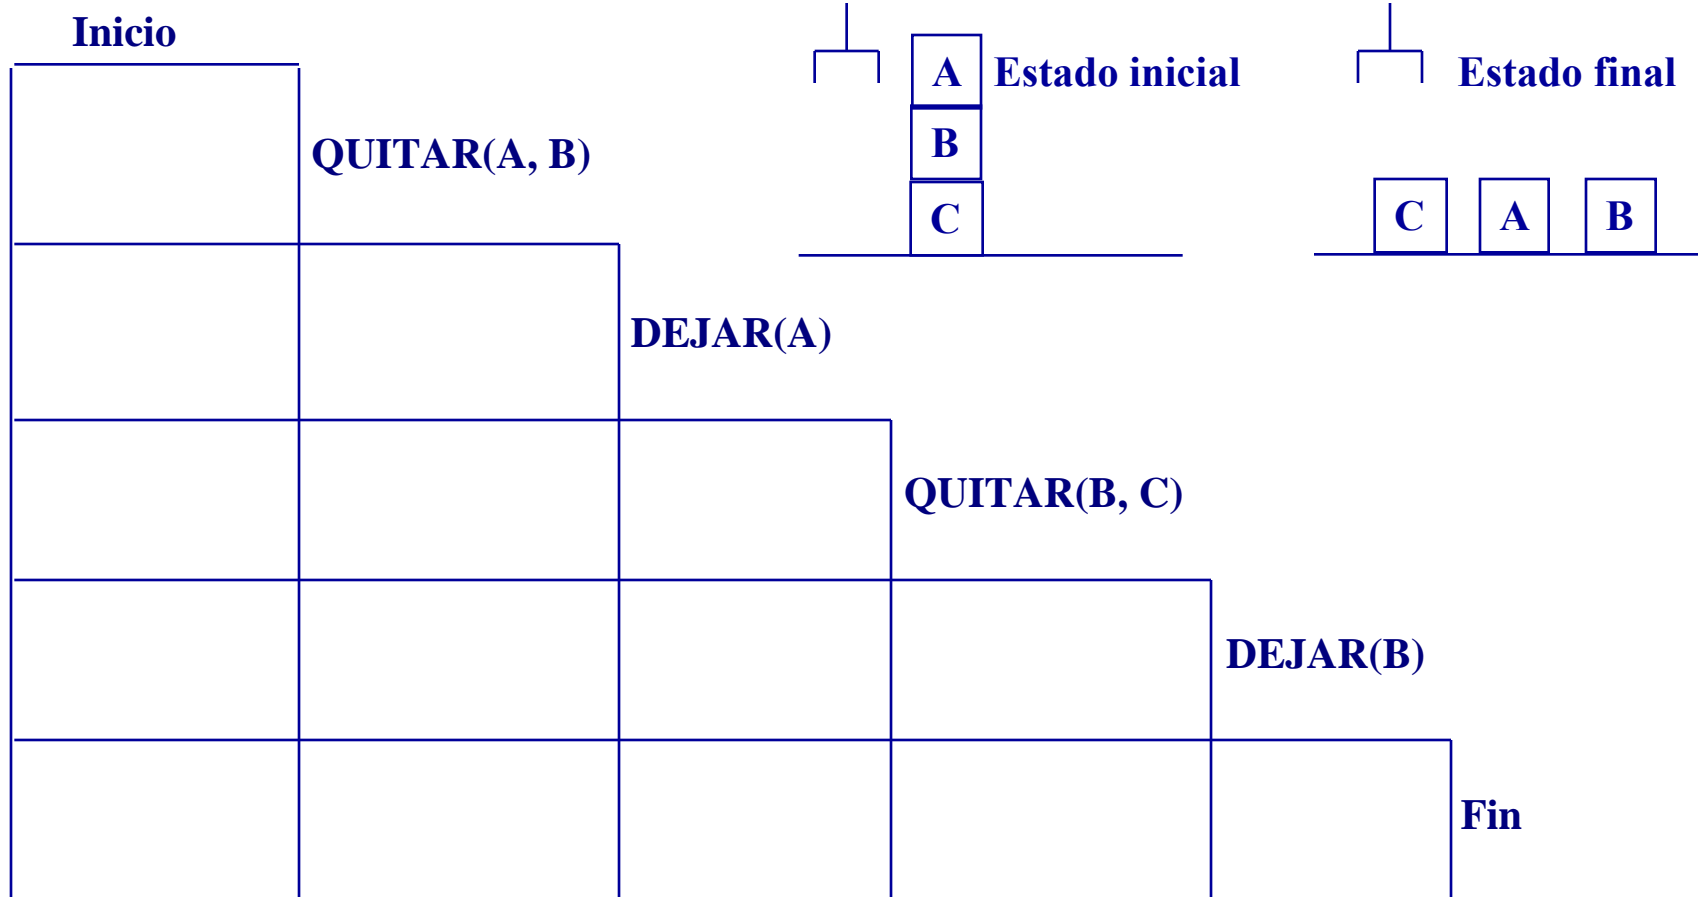 Inicio
A
Estado inicial
Estado final
B
QUITAR(A, B)
C
C
A
B
DEJAR(A)
QUITAR(B, C)
DEJAR(B)
Fin